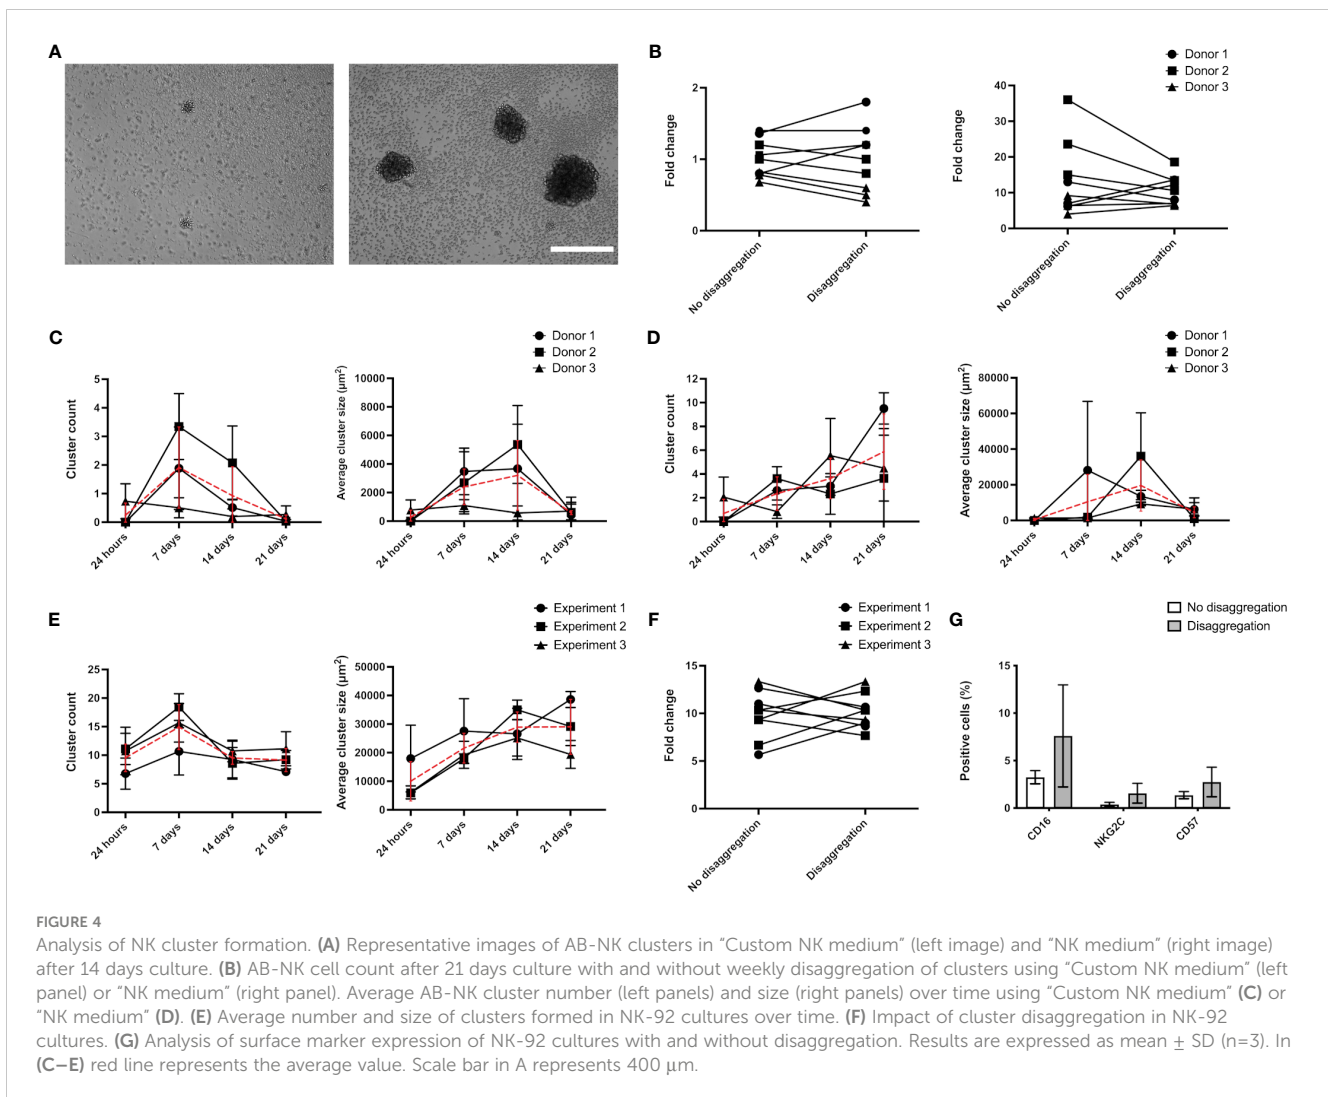 A
B
Donor 1
Donor 2
Donor 3
Fold change
2
1
0
No disaggregation
Disaggregation
Fold change
40
30
20
10
0
No disaggregation
Disaggregation
C
Donor 1
Donor 2
Donor 3
Cluster count
5
4
3
2
1
0
24 hours
7 days
14 days
21 days
Average cluster size (µm²)
10000
8000
6000
4000
2000
0
24 hours
7 days
14 days
21 days
D
Donor 1
Donor 2
Donor 3
Cluster count
12
10
8
6
4
2
0
24 hours
7 days
14 days
21 days
Average cluster size (µm²)
80000
60000
40000
20000
0
24 hours
7 days
14 days
21 days
E
Experiment 1
Experiment 2
Experiment 3
Cluster count
25
20
15
10
5
0
24 hours
7 days
14 days
21 days
Average cluster size (µm²)
50000
40000
30000
20000
10000
0
24 hours
7 days
14 days
21 days
F
Experiment 1
Experiment 2
Experiment 3
Fold change
15
10
5
0
No disaggregation
Disaggregation
G
No disaggregation
Disaggregation
Positive cells (%)
15
10
5
0
CD16
NKG2C
CD57
FIGURE 4
Analysis of NK cluster formation. (A) Representative images of AB-NK clusters in “Custom NK medium” (left image) and “NK medium” (right image)
after 14 days culture. (B) AB-NK cell count after 21 days culture with and without weekly disaggregation of clusters using “Custom NK medium” (left
panel) or “NK medium” (right panel). Average AB-NK cluster number (left panels) and size (right panels) over time using “Custom NK medium” (C) or
“NK medium” (D). (E) Average number and size of clusters formed in NK-92 cultures over time. (F) Impact of cluster disaggregation in NK-92
cultures. (G) Analysis of surface marker expression of NK-92 cultures with and without disaggregation. Results are expressed as mean ± SD (n=3). In
(C–E) red line represents the average value. Scale bar in A represents 400 µm.